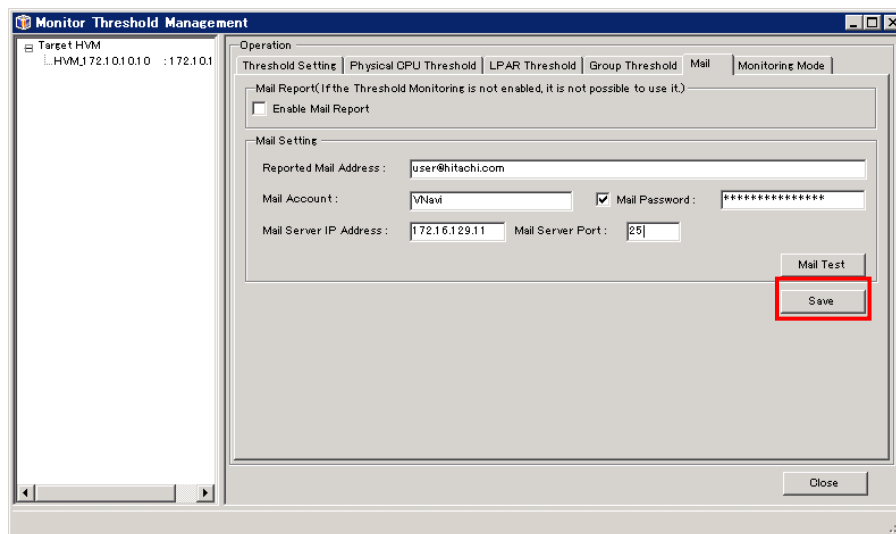 Monitor Threshold Management
Target HVM
HVM_172.10.10.10 : 172.10.1
Operation
Threshold Setting Physical CPU Threshold LPAR Threshold Group Threshold Mail Monitoring Mode
Mail Report(If the Threshold Monitoring is not enabled, it is not possible to use it.)
Enable Mail Report
Mail Setting
Reported Mail Address : user@hitachi.com
Mail Account : VNavi Mail Password : ***************
Mail Server IP Address : 172.16.129.11 Mail Server Port : 25
Mail Test
Save
Close